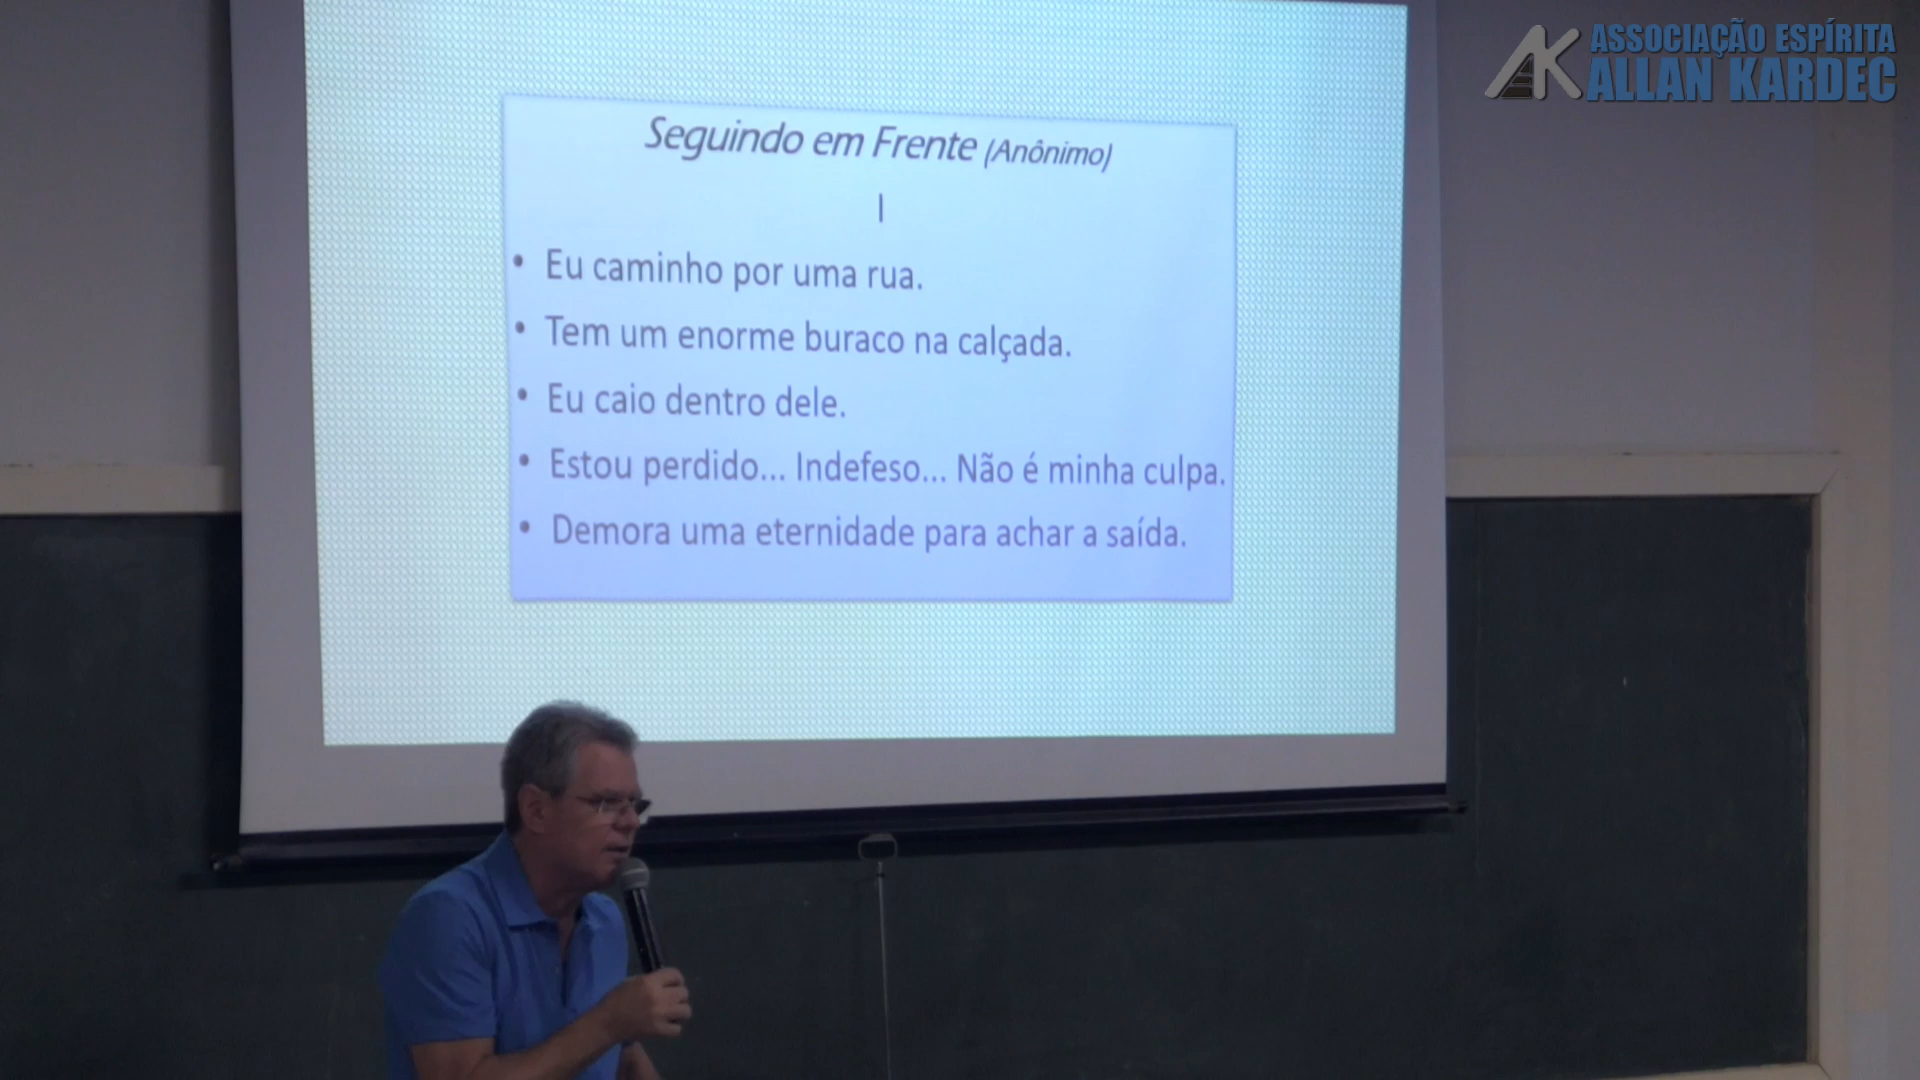 ASSOCIAÇÃO ESPÍRITA
AK ALLAN KARDEC
Seguindo em Frente (Anônimo)
I
• Eu caminho por uma rua.
• Tem um enorme buraco na calçada.
• Eu caio dentro dele.
• Estou perdido... Indefeso... Não é minha culpa.
• Demora uma eternidade para achar a saída.